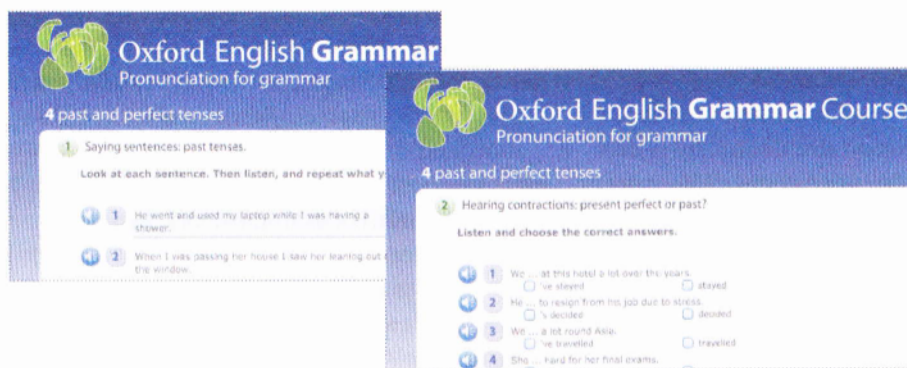 Oxford English Grammar
Pronunciation for grammar
4 past and perfect tenses
1 Saying sentences: past tenses.
Look at each sentence. Then listen, and repeat what y
1 He went and used my laptop while I was having a
shower.
2 When I was passing her house I saw her leaning out
the window.
Oxford English Grammar Course
Pronunciation for grammar
4 past and perfect tenses
2 Hearing contractions: present perfect or past?
Listen and choose the correct answers.
1 We ... at this hotel a lot over the years.
've stayed stayed
2 He ... to resign from his job due to stress.
's decided decided
3 We ... a lot round Asia.
've travelled travelled
4 She ... hard for her final exams.